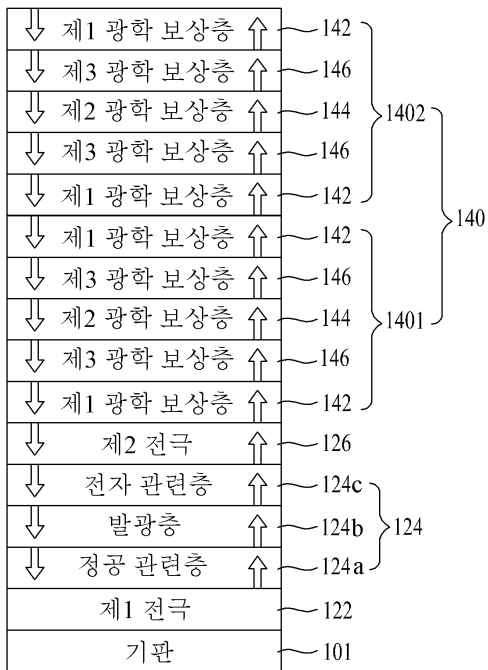 제1 광학 보상층 142
제3 광학 보상층 146
제2 광학 보상층 144
제3 광학 보상층 146
제1 광학 보상층 142
1402
제1 광학 보상층 142
제3 광학 보상층 146
제2 광학 보상층 144
제3 광학 보상층 146
제1 광학 보상층 142
1401
140
제2 전극 126
전자 관련층 124c
발광층 124b
정공 관련층 124a
124
제1 전극 122
기판 101